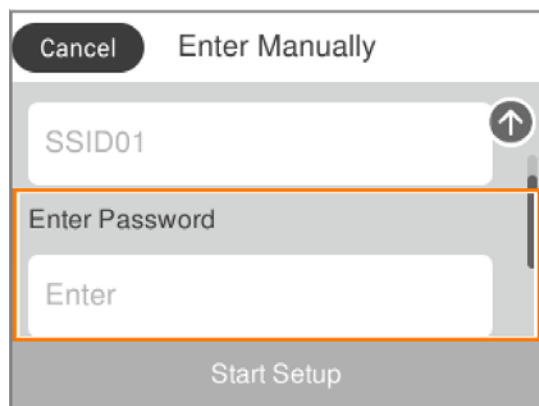 Cancel Enter Manually
SSID01
Enter Password
Enter
Start Setup